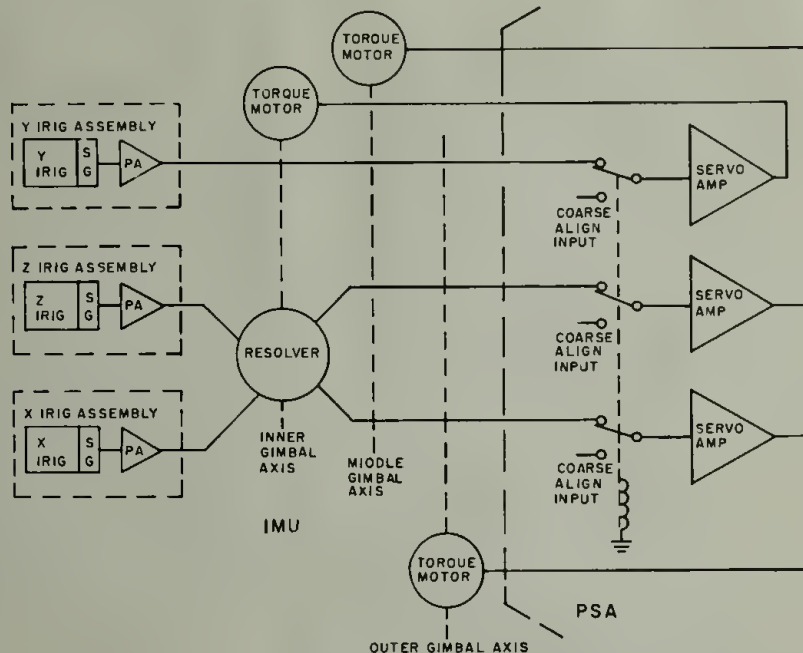 TORQUE
MOTOR
TORQUE
MOTOR
Y IRIG ASSEMBLY
Y
IRIG
S
G
PA
SERVO
AMP
COARSE
ALIGN
INPUT
Z IRIG ASSEMBLY
Z
IRIG
S
G
PA
RESOLVER
SERVO
AMP
COARSE
ALIGN
INPUT
X IRIG ASSEMBLY
X
IRIG
S
G
PA
INNER
GIMBAL
AXIS
MIDDLE
GIMBAL
AXIS
SERVO
AMP
COARSE
ALIGN
INPUT
IMU
TORQUE
MOTOR
PSA
OUTER GIMBAL AXIS